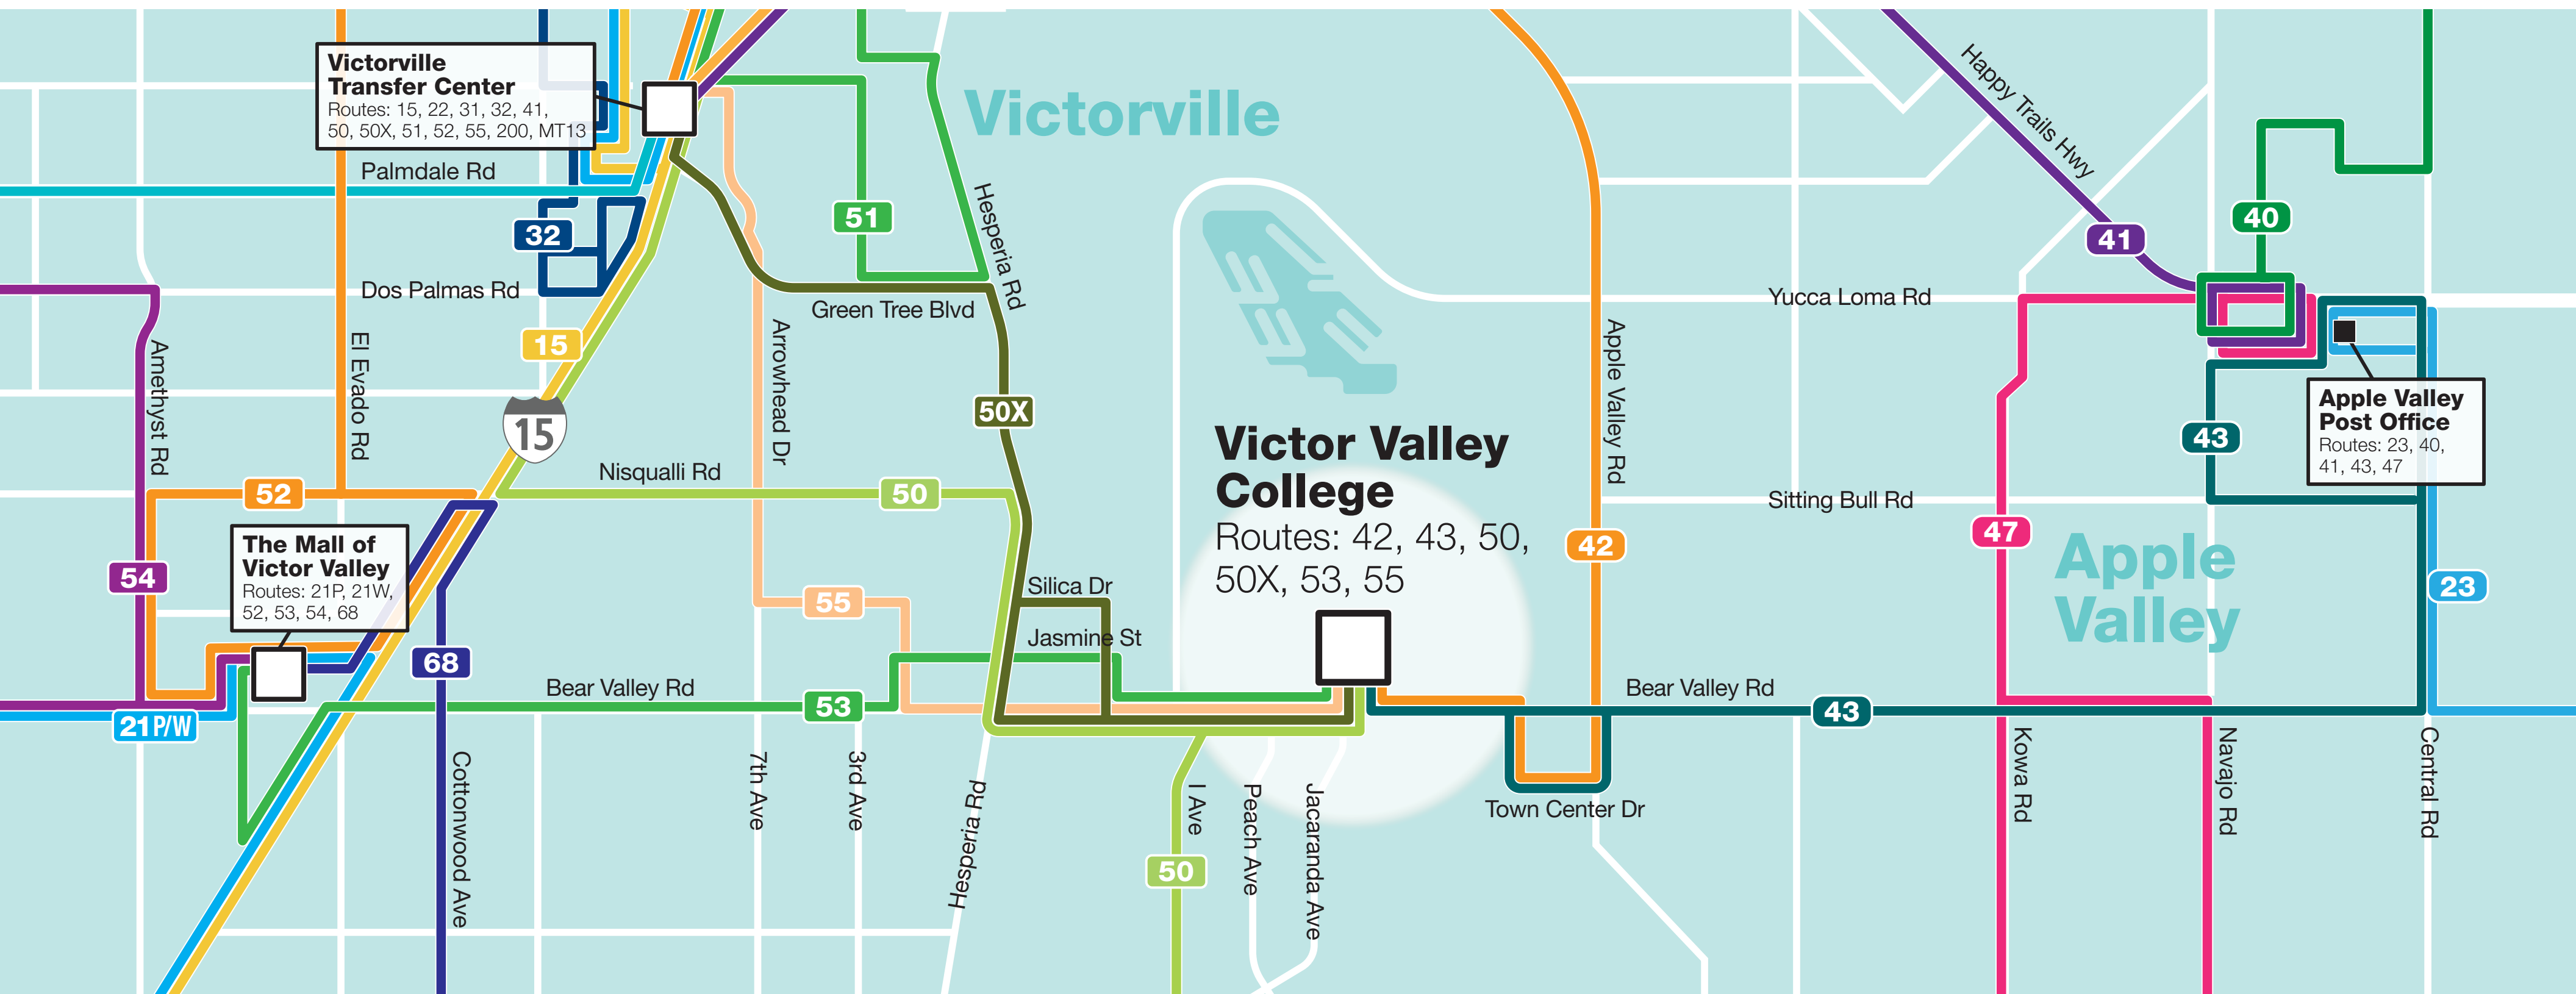 Victorville
Transfer Center
Routes: 15, 22, 31, 32, 41,
50, 50X, 51, 52, 55, 200, MT13
Victorville
Happy Trails Hwy
Palmdale Rd
51
Hesperia Rd
32
40
41
Dos Palmas Rd
Green Tree Blvd
Yucca Loma Rd
15
Amethyst Rd
El Evado Rd
Arrowhead Dr
Apple Valley Rd
50X
15
Apple Valley
Post Office
Routes: 23, 40,
41, 43, 47
43
Victor Valley
College
Routes: 42, 43, 50,
50X, 53, 55
Nisqualli Rd
52
50
Sitting Bull Rd
47
42
The Mall of
Victor Valley
Routes: 21P, 21W,
52, 53, 54, 68
54
Apple
Valley
Silica Dr
23
55
Jasmine St
68
Bear Valley Rd
Bear Valley Rd
53
43
21P/W
Cottonwood Ave
7th Ave
3rd Ave
Hesperia Rd
I Ave
Peach Ave
Jacaranda Ave
Town Center Dr
Kowa Rd
Navajo Rd
Central Rd
50